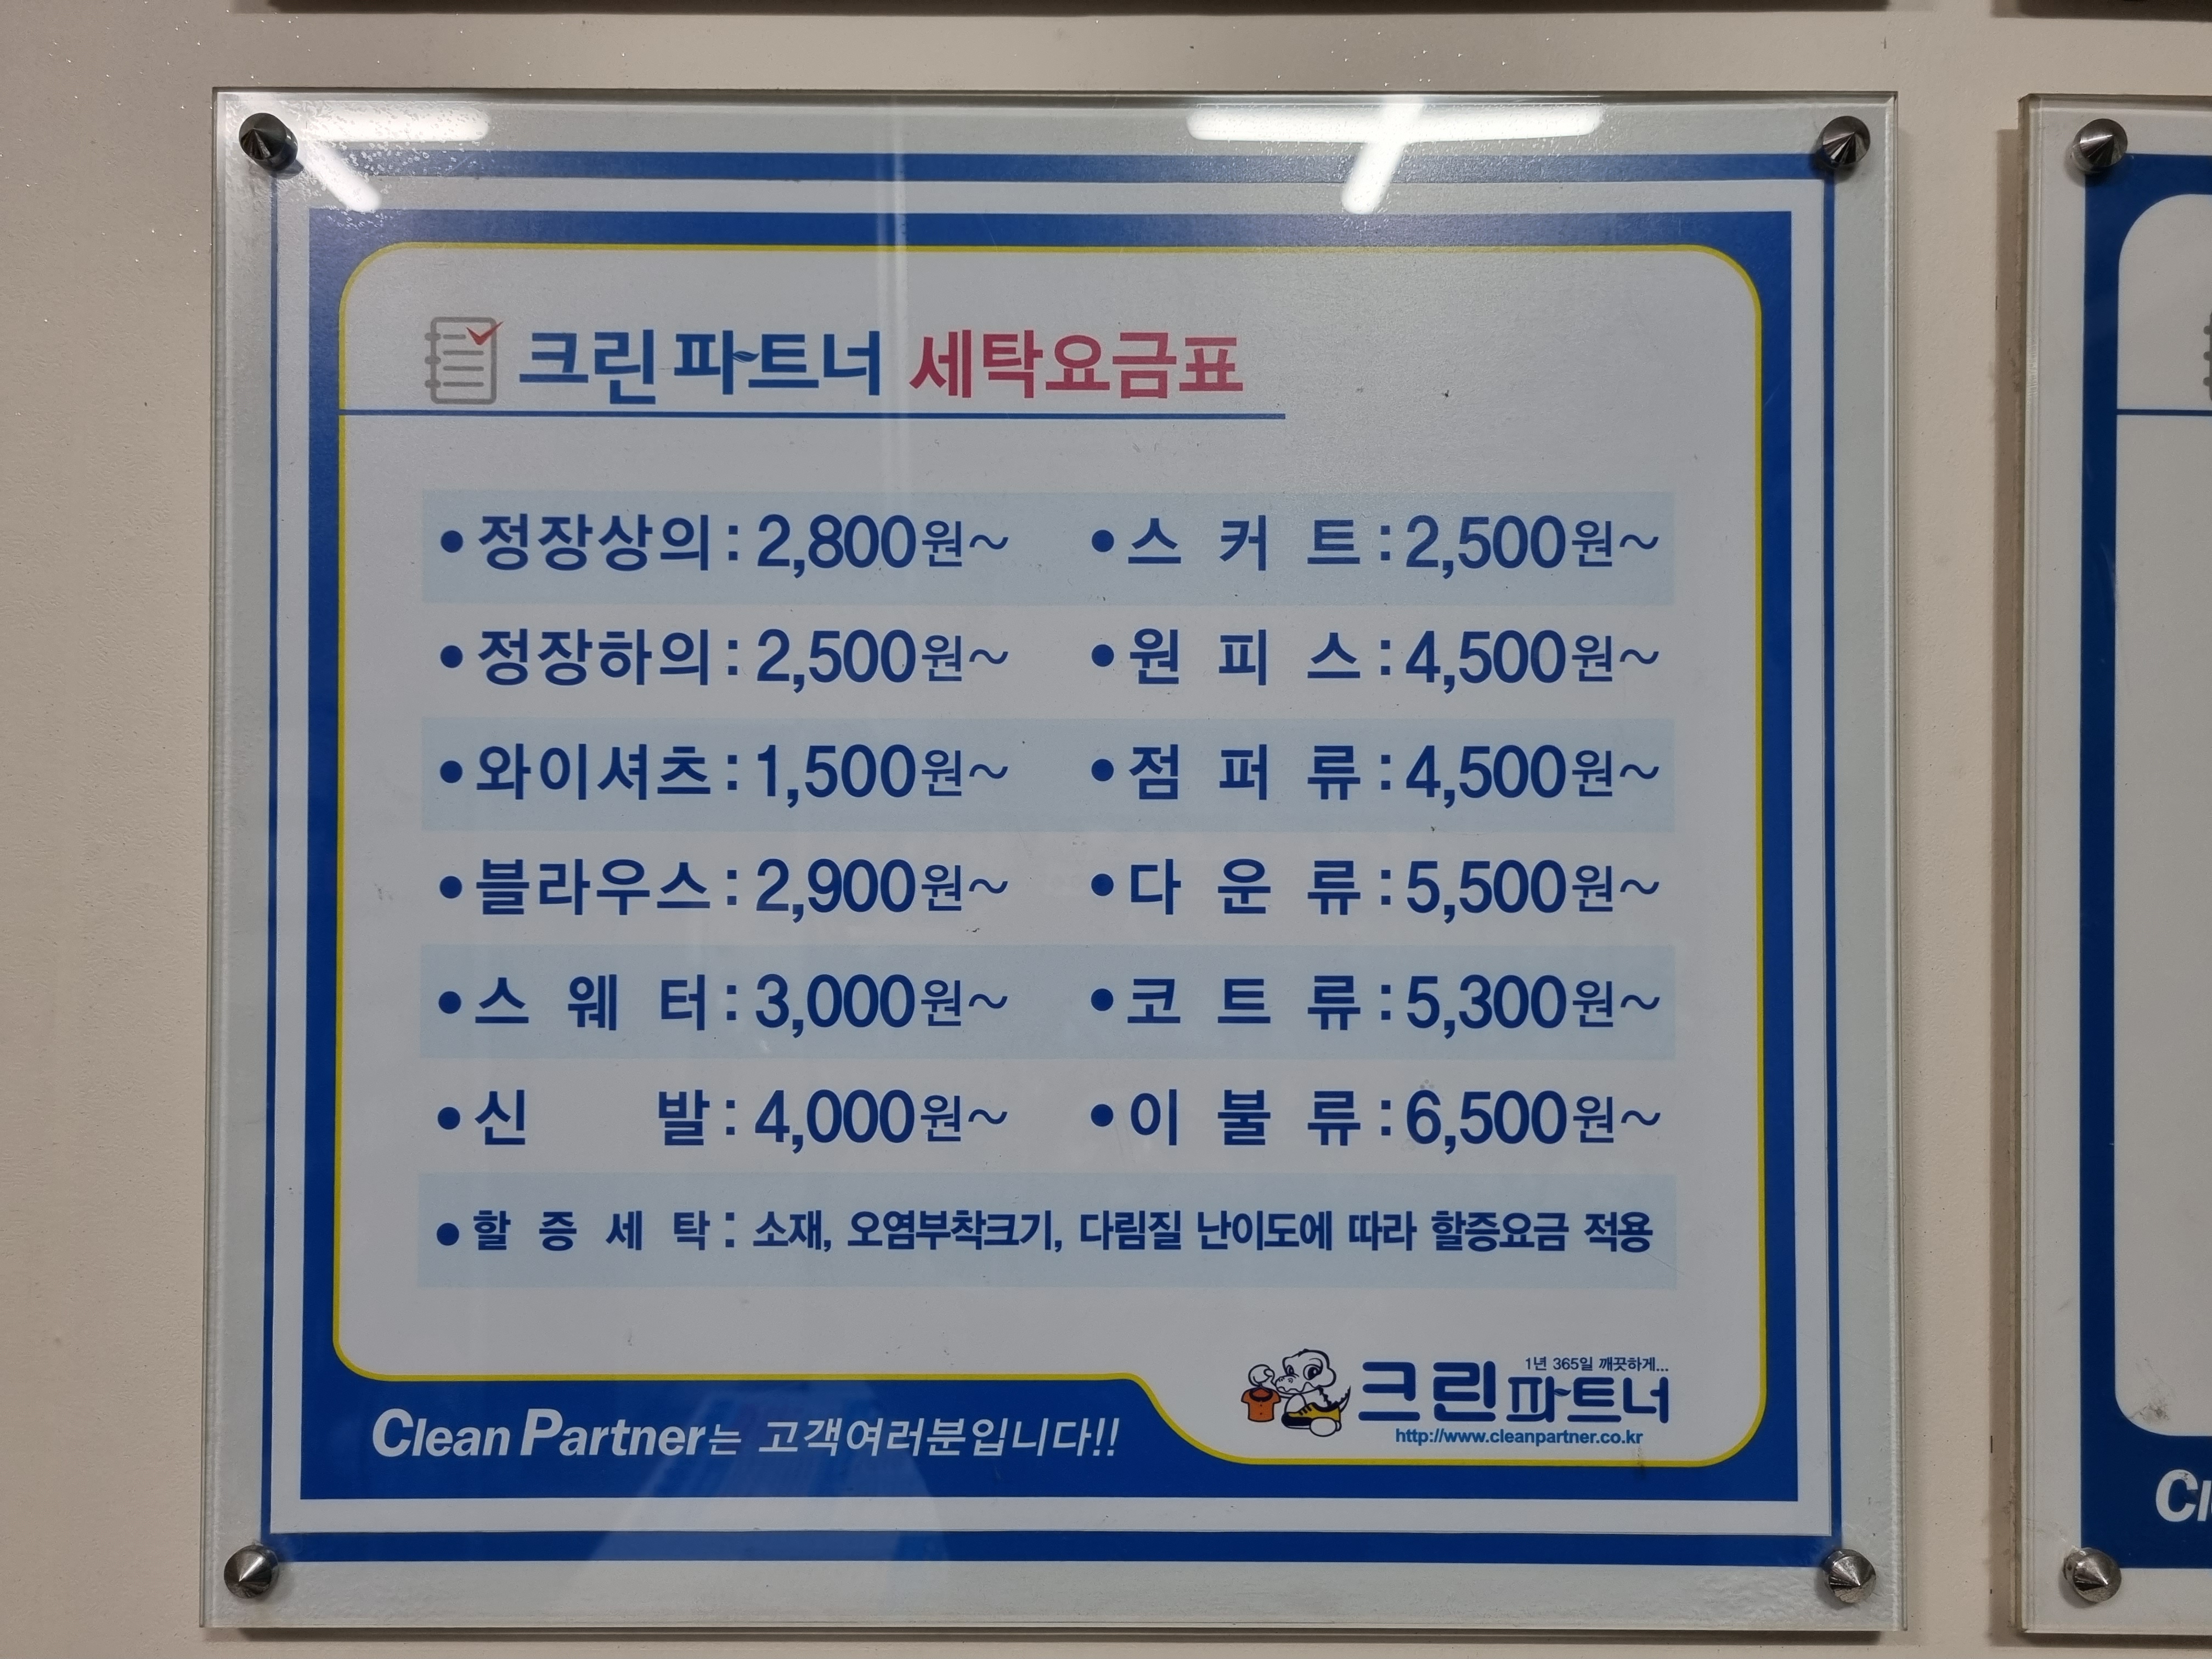 크린파트너 세탁요금표
•정장상의 : 2,800원~ •스커트 : 2,500원~
•정장하의 : 2,500원~ •원피스 : 4,500원~
•와이셔츠 : 1,500원~ •점퍼류 : 4,500원~
•블라우스 : 2,900원~ •다운류 : 5,500원~
•스웨터 : 3,000원~ •코트류 : 5,300원~
•신발 : 4,000원~ •이불류 : 6,500원~
•할증세탁 : 소재, 오염부착크기, 다림질 난이도에 따라 할증요금 적용
1년 365일 깨끗하게...
크린파트너
http://www.cleanpartner.co.kr
Clean Partner는 고객여러분입니다!!